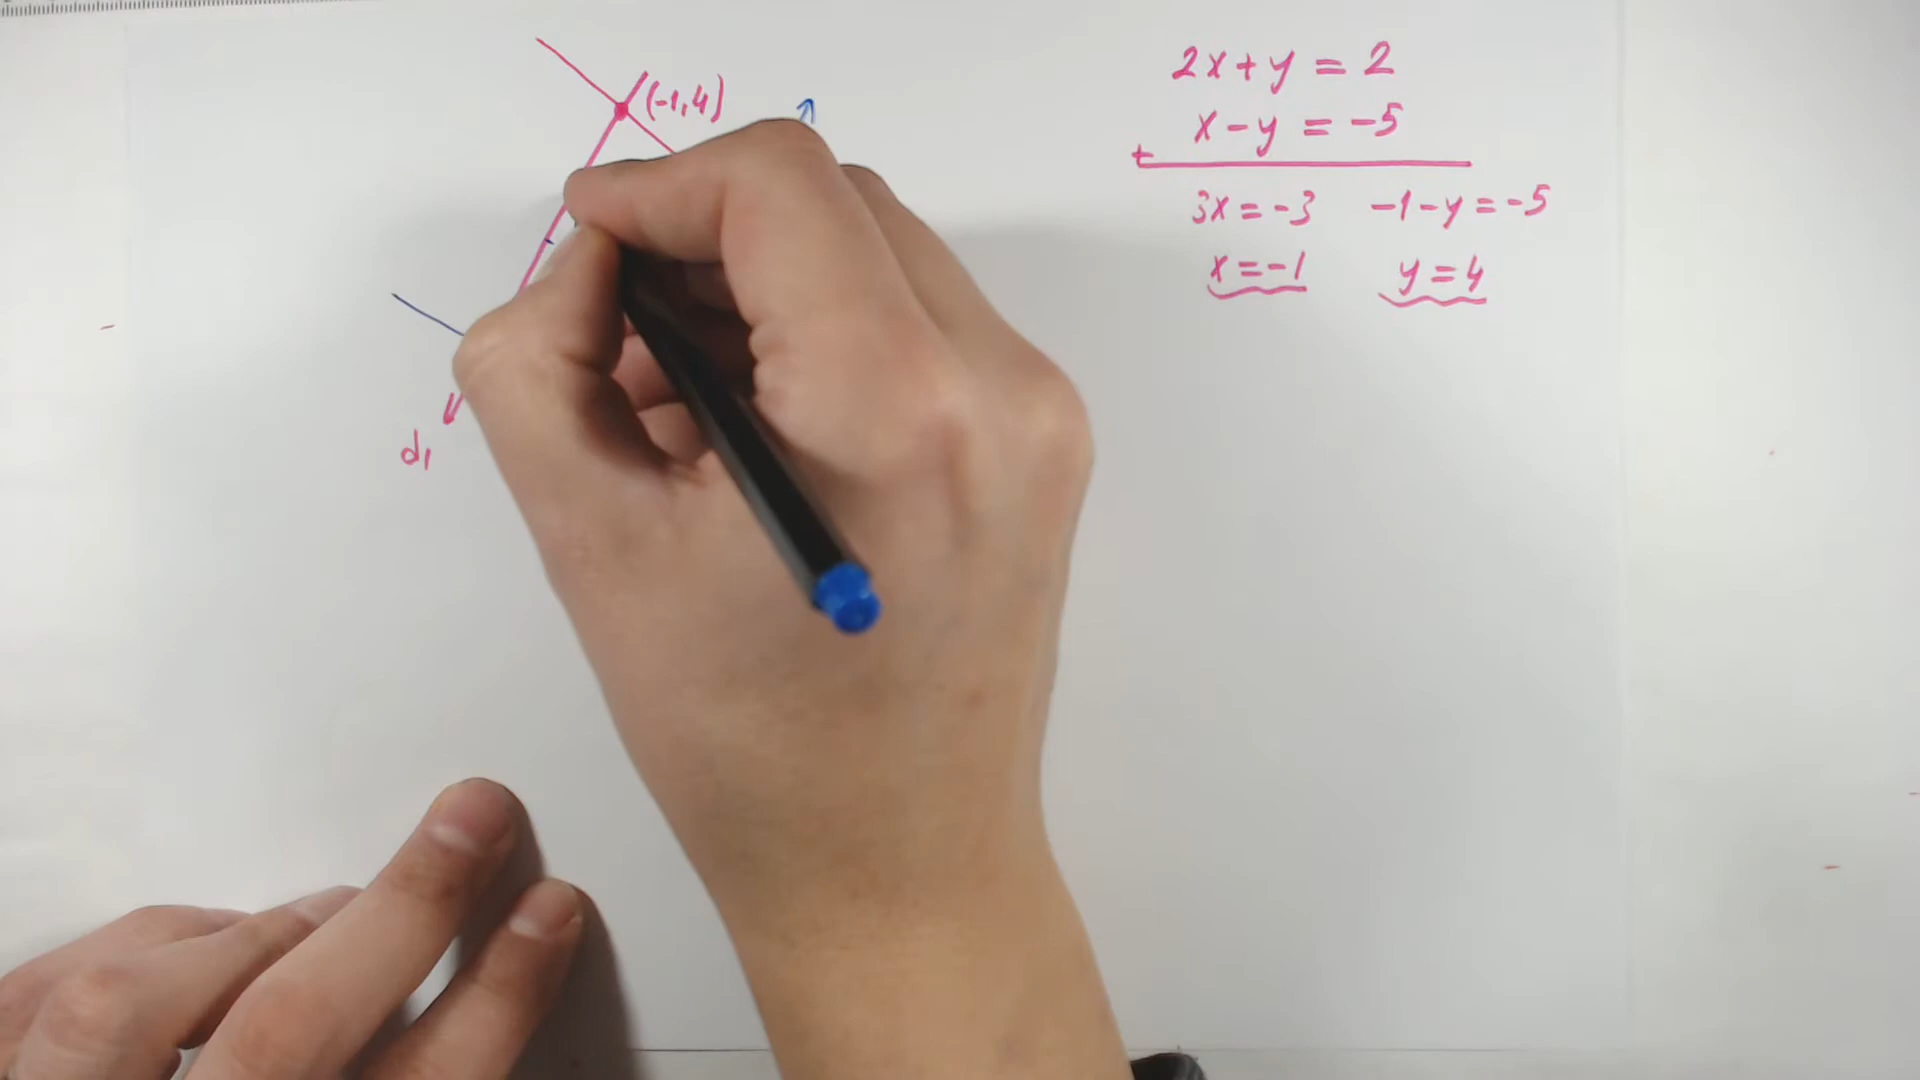 (-1,4)
d1
2x+y=2
x-y=-5
+
3x=-3 -1-y=-5
x=-1 y=4